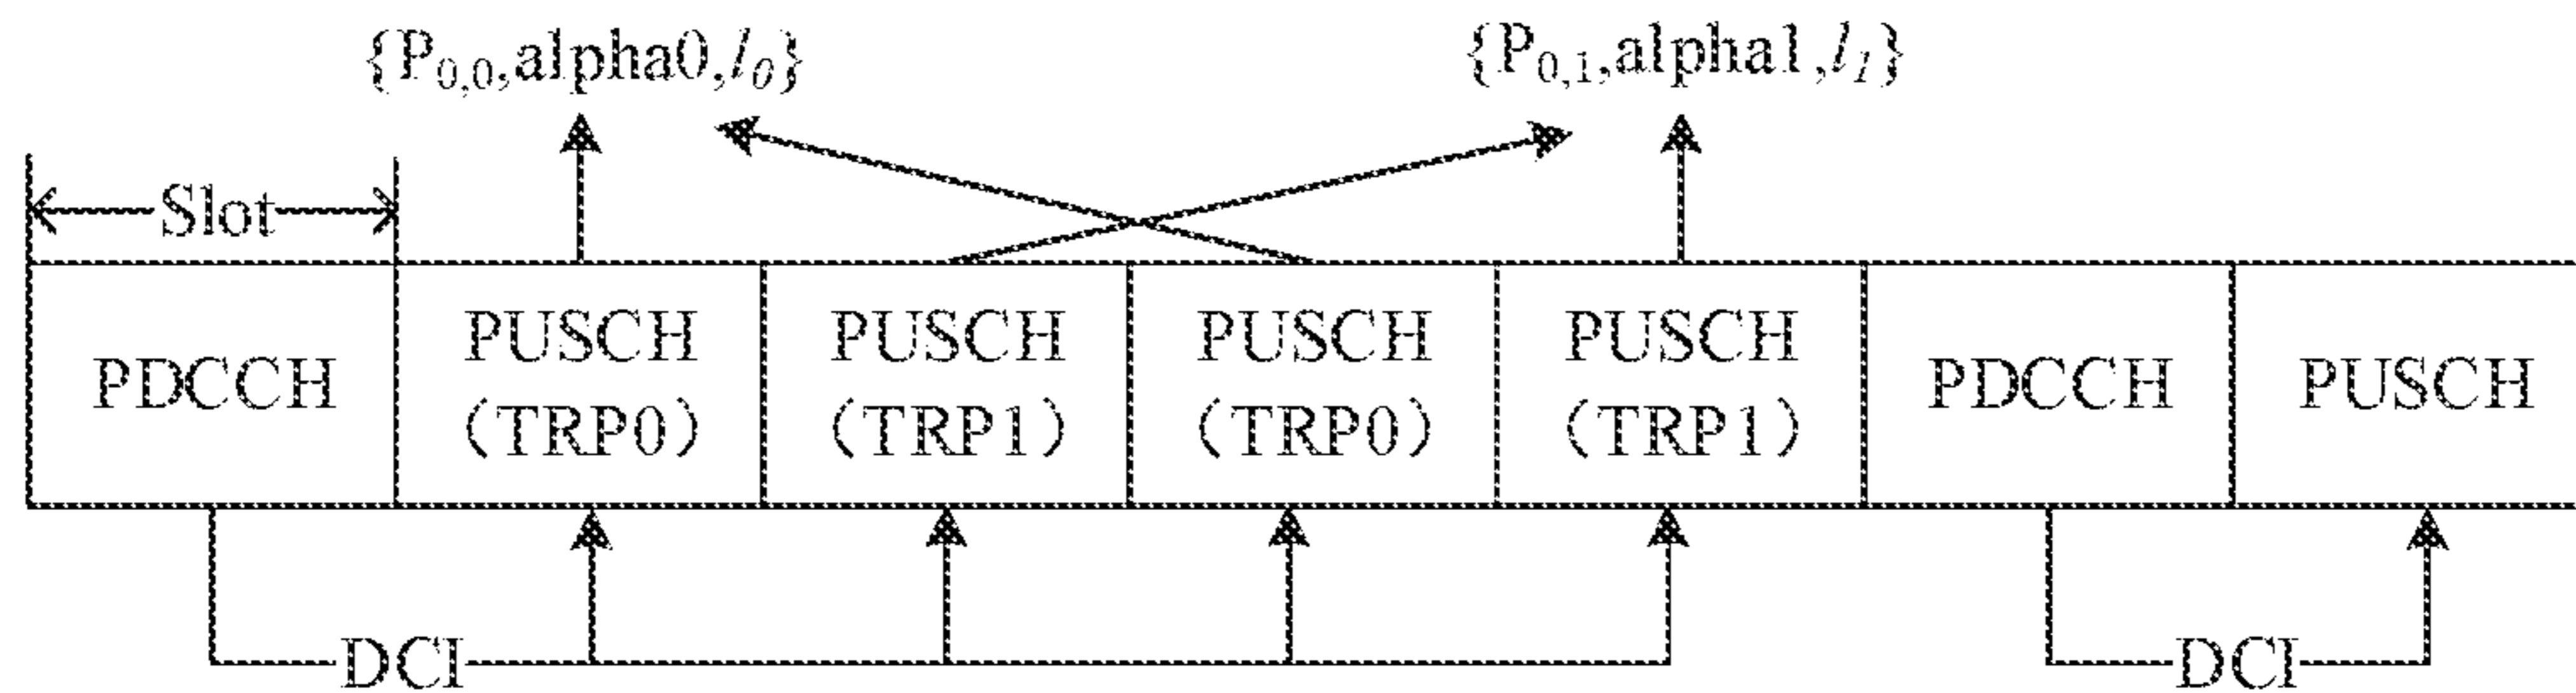 {P0,0,alpha0,l0}
{P0,1,alpha1,l1}
Slot
PDCCH
PUSCH
(TRP0)
PUSCH
(TRP1)
PUSCH
(TRP0)
PUSCH
(TRP1)
PDCCH
PUSCH
DCI
DCI